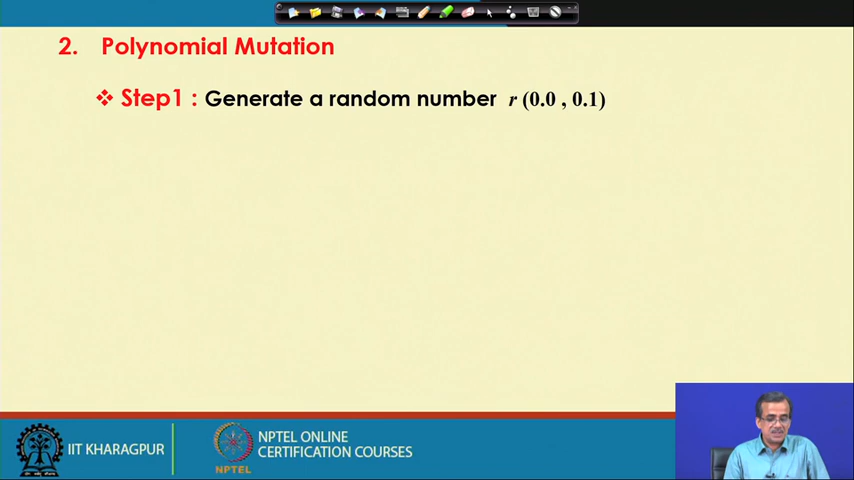 2. Polynomial Mutation
❖ Step1 : Generate a random number r (0.0 , 0.1)
IIT KHARAGPUR
NPTEL
NPTEL ONLINE
CERTIFICATION COURSES